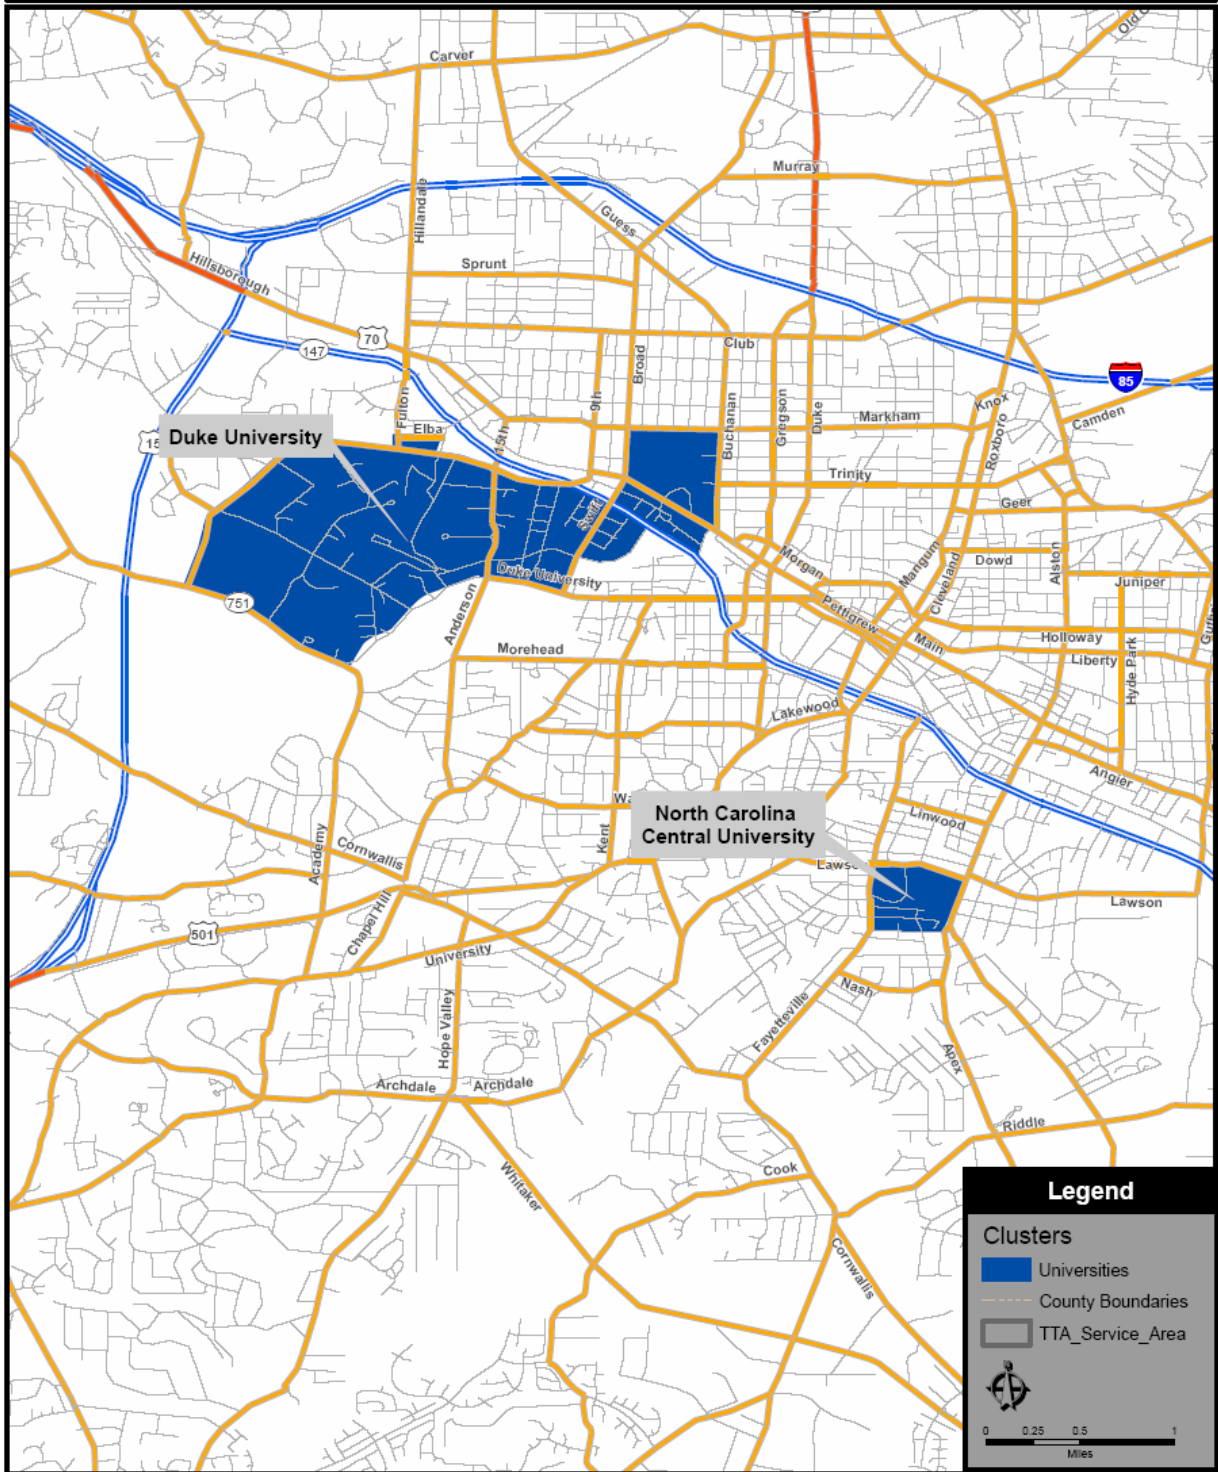 Old
Carver
Murray
Hillandale
Guess
Hillsborough
Sprunt
70
147
Club
Broad
85
9th
Buchanan
Gregson
Duke
Knox
Markham
Camden
Fulton
Elba
15th
Roxboro
15
Duke University
Trinity
Geer
Swift
Morgan
Mangum
Dowd
Alston
Cleveland
Juniper
Duke University
751
Anderson
Pettigrew
Main
Holloway
Liberty
Hyde Park
Morehead
Lakewood
Angier
Wa
North Carolina
Central University
Linwood
Kent
Academy
Cornwallis
Laws
Lawson
Chapel Hill
501
University
Nash
Fayetteville
Hope Valley
Apex
Archdale
Archdale
Riddle
Whitaker
Cook
Cornwallis
Legend
Clusters
Universities
County Boundaries
TTA_Service_Area
0 0.25 0.5 1
Miles